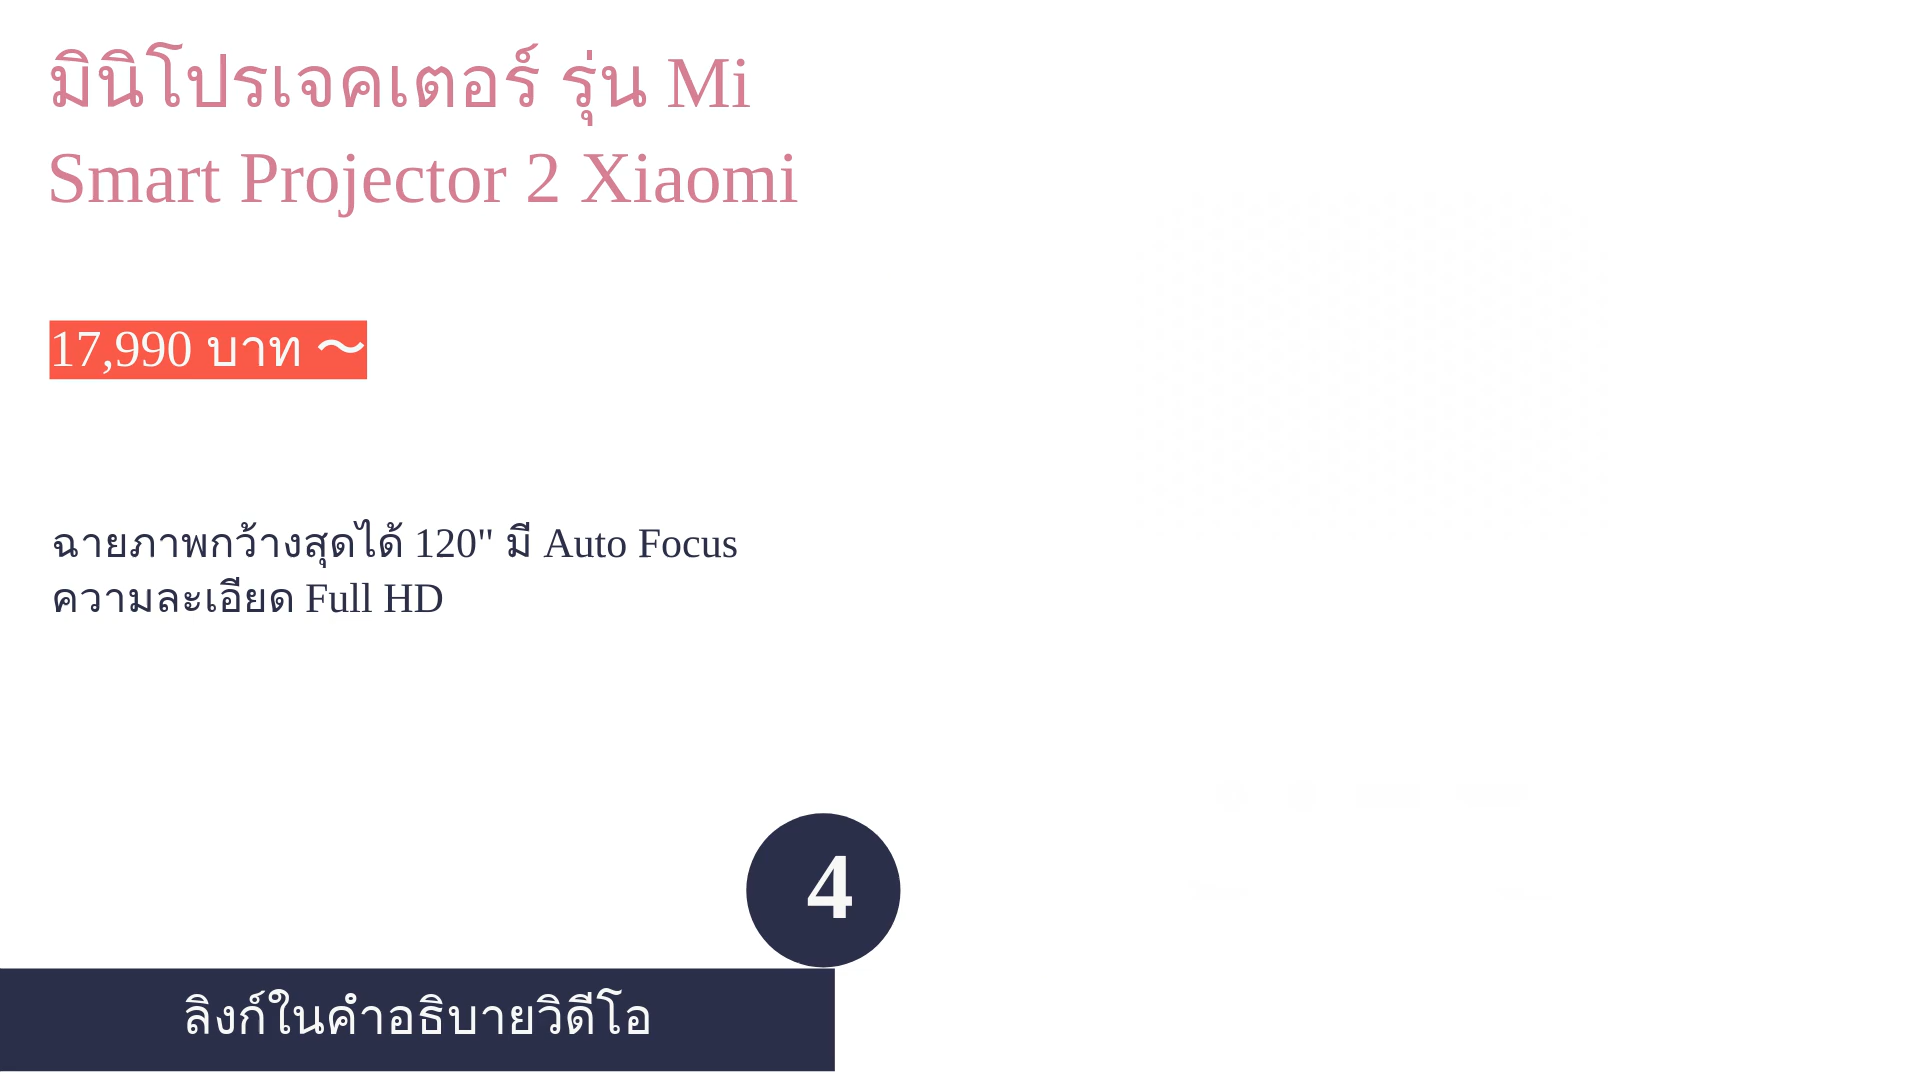 มินิโปรเจคเตอร์ รุ่น Mi
Smart Projector 2 Xiaomi
17,990 บาท ～
ฉายภาพกว้างสุดได้ 120" มี Auto Focus
ความละเอียด Full HD
4
ลิงก์ในคำอธิบายวิดีโอ